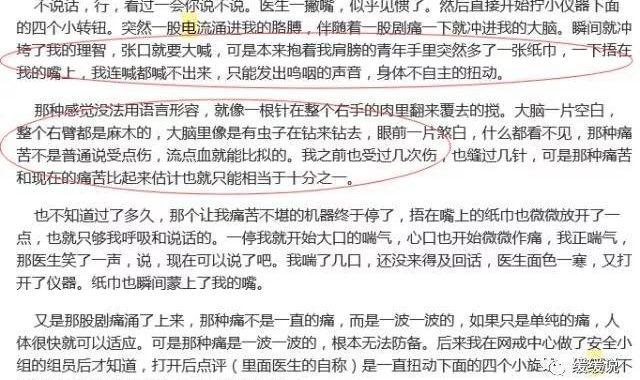 不说话，行，看过一会你说不说。医生一撇嘴，似乎见惯了。然后直接开始拧小仪器下面
的四个小转钮。突然一股电流涌进我的胳膊，伴随着一股剧痛一下就冲进我的大脑。瞬间就冲
垮了我的理智，张口就要大喊，可是本来抱着我肩膀的青年手里突然多了一张纸巾，一下捂在
我的嘴上，我连喊都喊不出来，只能发出呜咽的声音，身体不自主的扭动。
那种感觉没法用语言形容，就像一根针在整个右手的肉里翻来覆去的搅。大脑一片空白，
整个右臂都是麻木的，大脑里像是有虫子在钻来钻去，眼前一片煞白，什么都看不见，那种痛
苦不是普通说受点伤，流点血就能比拟的。我之前也受过几次伤，也缝过几针，可是那种痛苦
和现在的痛苦比起来估计也就只能相当于十分之一。
也不知道过了多久，那个让我痛苦不堪的机器终于停了，捂在嘴上的纸巾也微微放开了一
点，也就只够我呼吸和说话的。一停我就开始大口的喘气，心口也开始微微作痛，我正喘气，
那医生笑了一声，说，现在可以说了吧。我喘了几口，还没来得及回话，医生面色一寒，又打
开了仪器。纸巾也瞬间蒙上了我的嘴。
又是那股剧痛涌了上来，那种痛不是一直的痛，而是一波一波的，如果只是单纯的痛，人
体很快就可以适应。可是那种痛是一波一波的，根本无法防备。后来我在网戒中心做了安全小
组的组员后才知道，打开后点评（里面医生的自称）是一直扭动下面的四个小旋
缓缓说